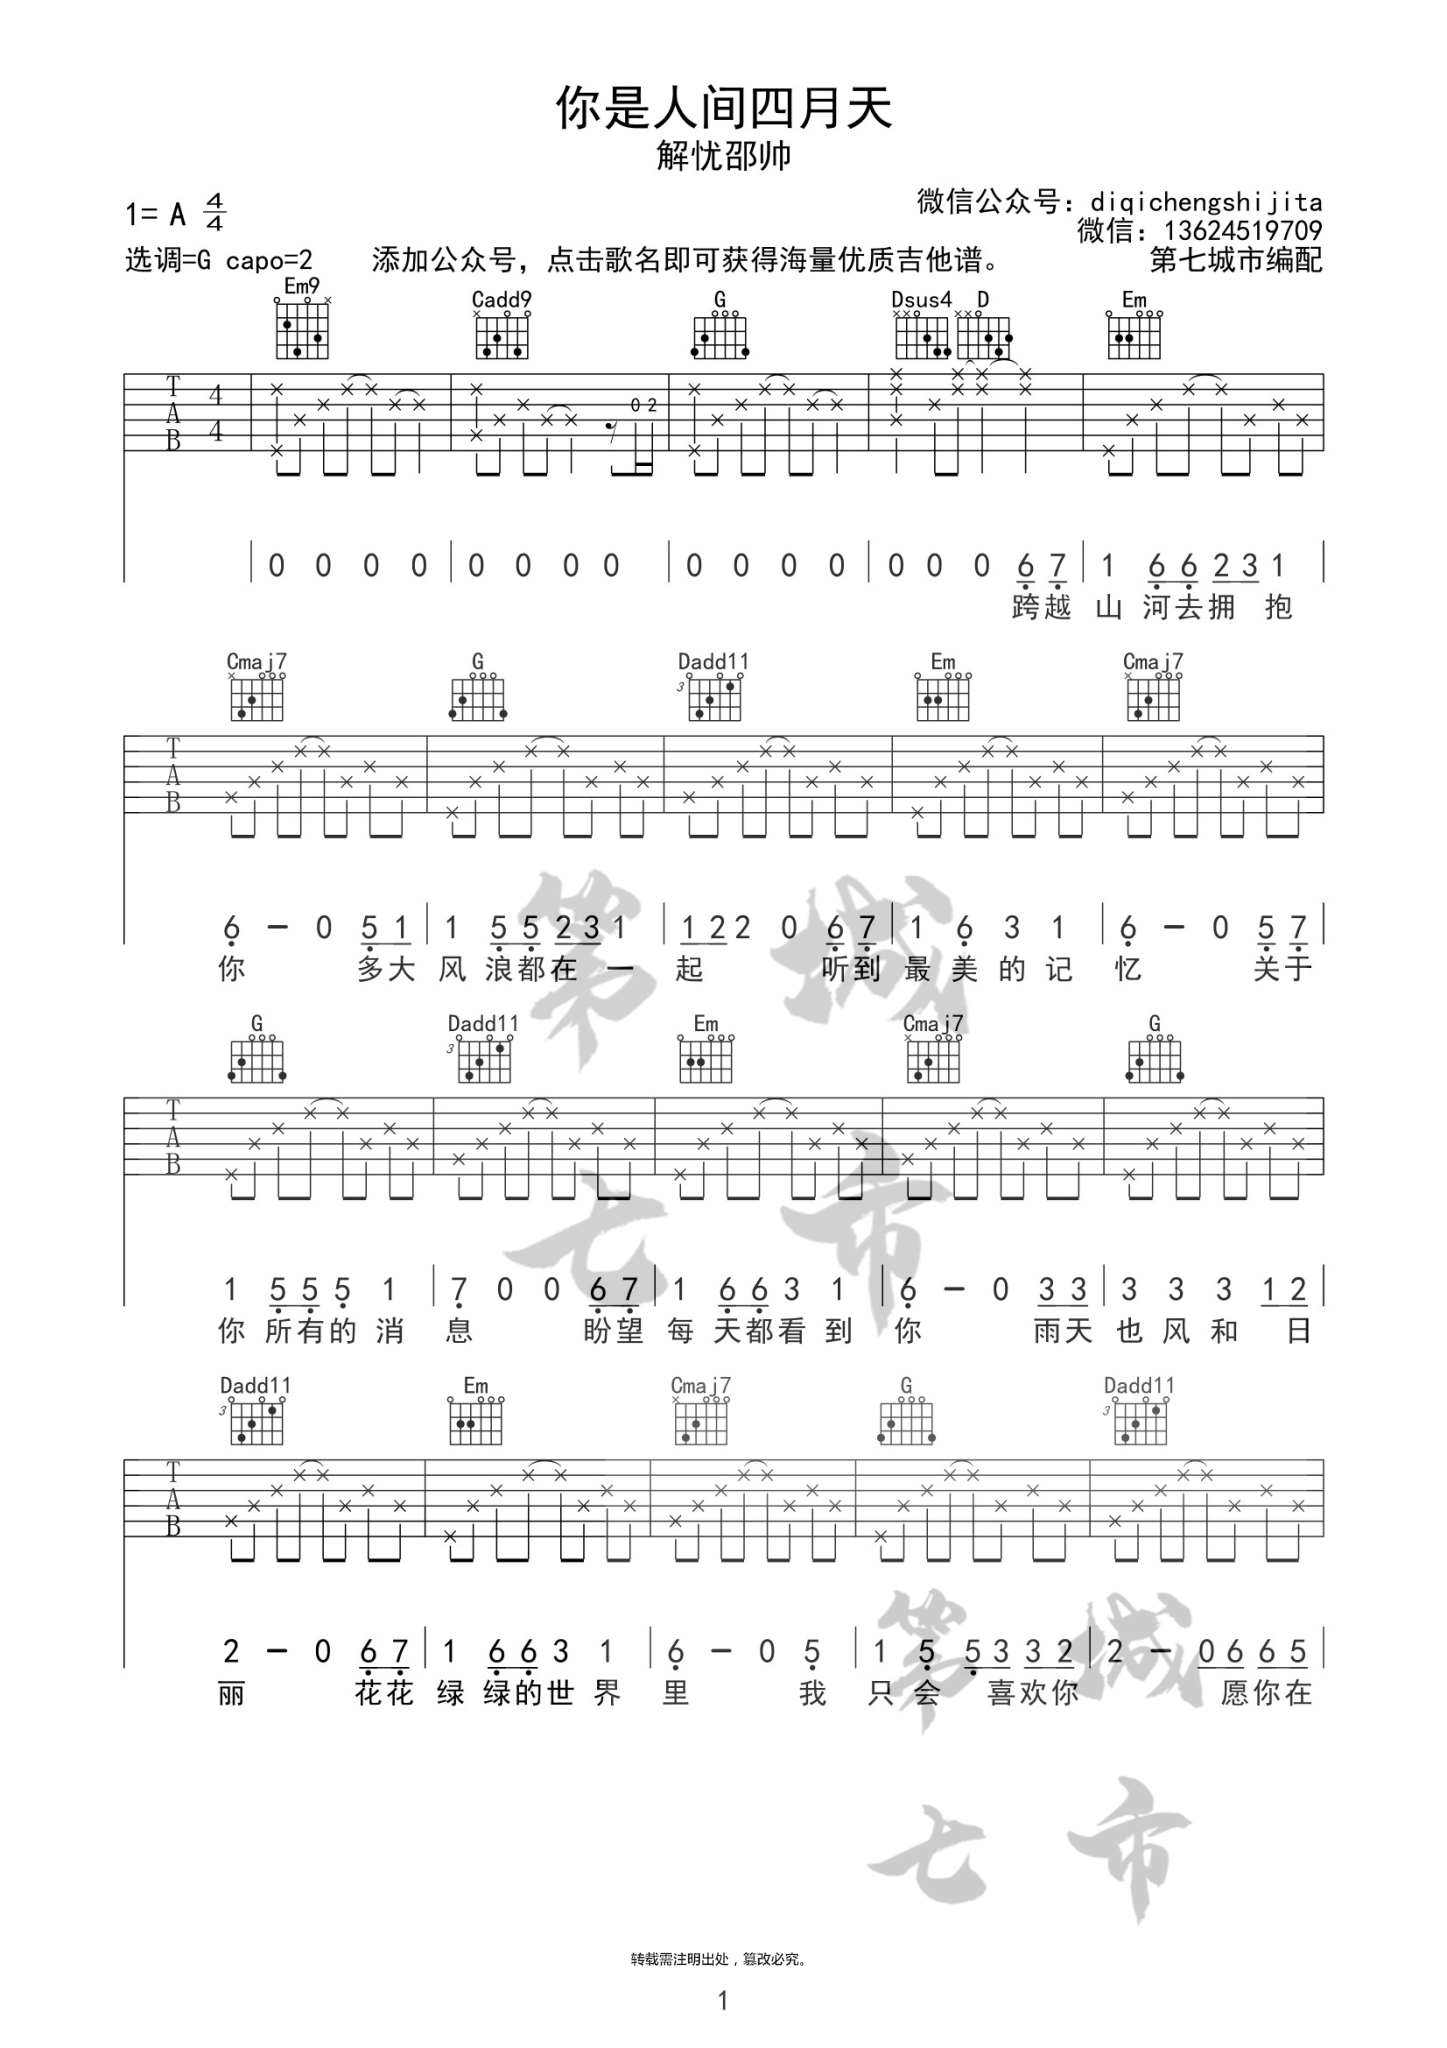 你是人间四月天
解忧邵帅
1= A 4/4
微信公众号：diqichengshijita
微信：13624519709
选调=G capo=2 添加公众号，点击歌名即可获得海量优质吉他谱。 第七城市编配
Em9 Cadd9 G Dsus4 D Em
T A B 4 4 0 2
0 0 0 0 0 0 0 0 0 0 0 0 0 0 0 6 7 1 6 6 2 3 1
跨越 山 河去拥 抱
Cmaj7 G Dadd11 Em Cmaj7
3
T A B
6 - 0 5 1 1 5 5 2 3 1 1 2 2 0 6 7 1 6 3 1 6 - 0 5 7
你 多大 风 浪都在 一 起 听到 最 美 的 记 忆 关于
G Dadd11 Em Cmaj7 G
3
T A B
1 5 5 5 1 7 0 0 6 7 1 6 6 3 1 6 - 0 3 3 3 3 3 1 2
你 所有的 消 息 盼望 每 天都看 到 你 雨天 也 风 和 日
Dadd11 Em Cmaj7 G Dadd11
3 3
T A B
2 - 0 6 7 1 6 6 3 1 6 - 0 5 1 5 5 3 3 2 2 - 0 6 6 5
丽 花花 绿 绿的世 界 里 我 只 会 喜欢你 愿你在
第 城
七 市
第 城
七 市
转载需注明出处，篡改必究。
1